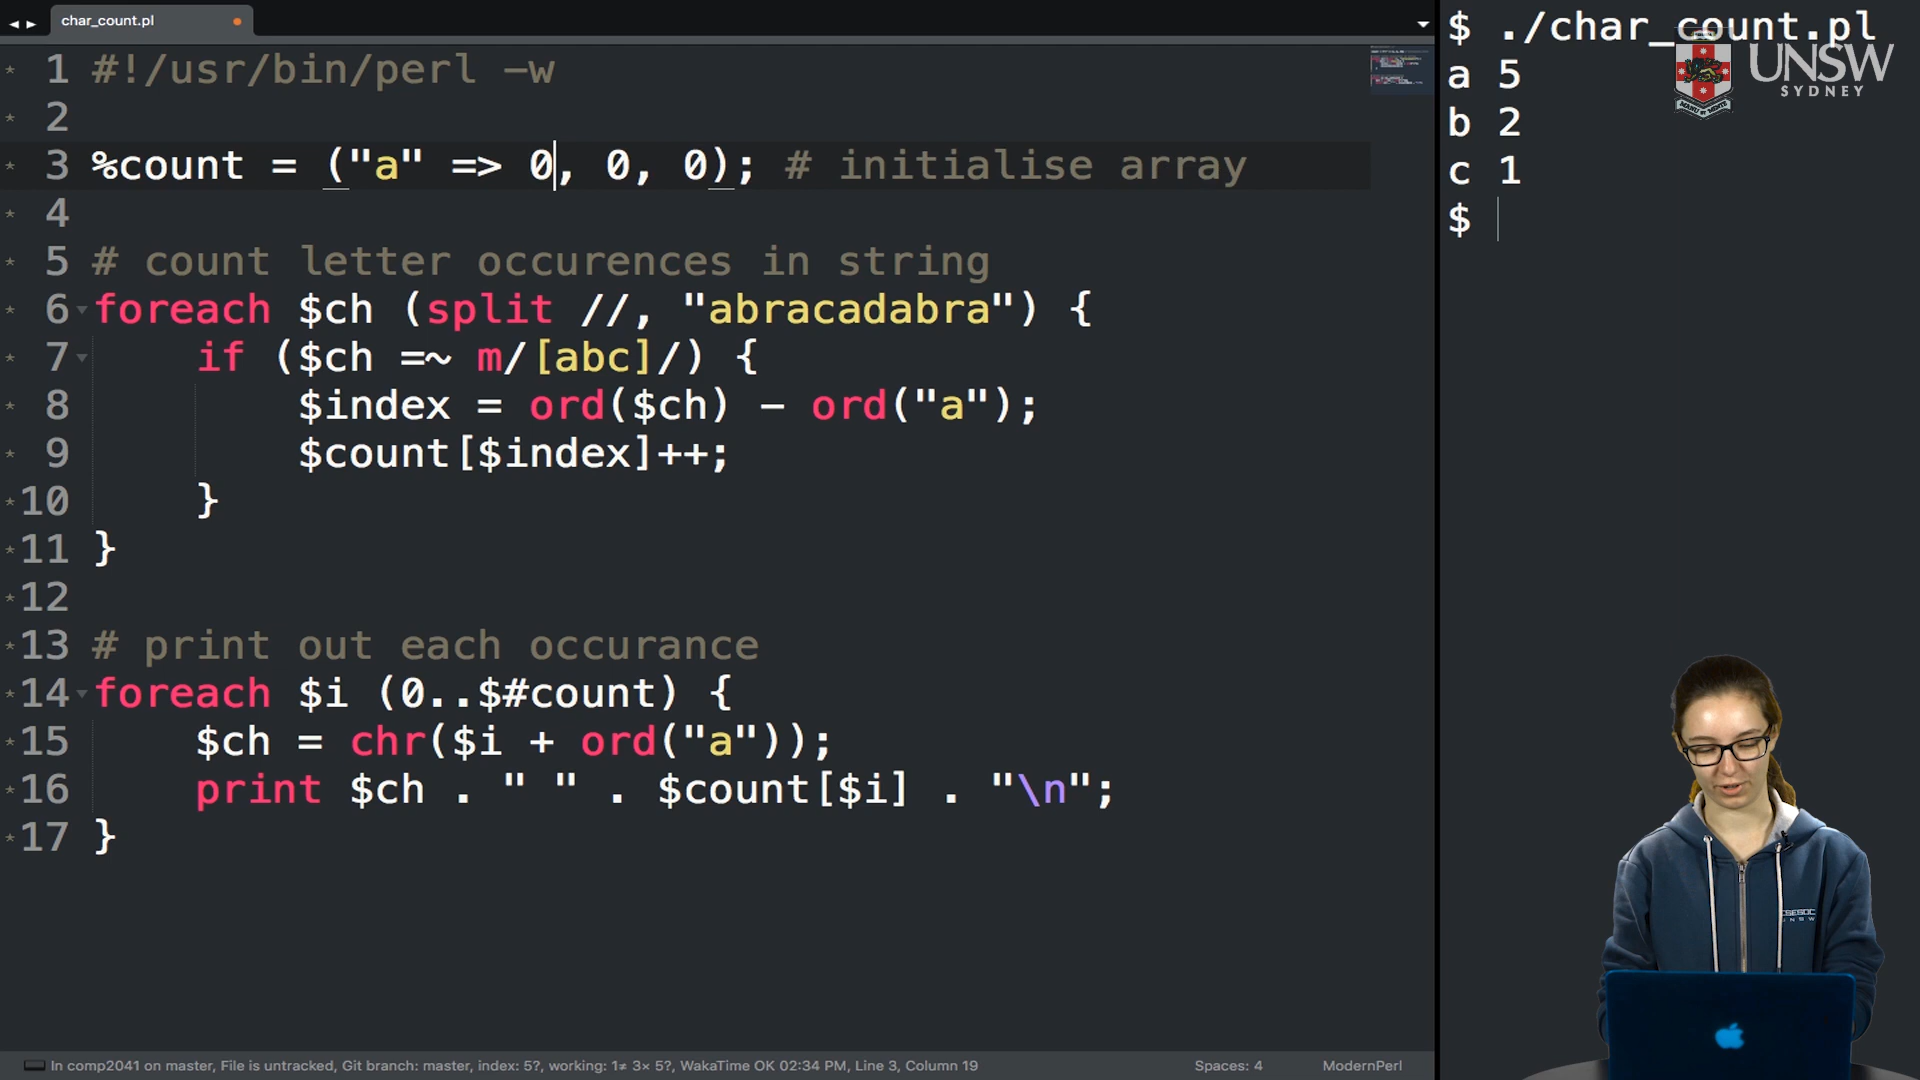 char_count.pl
1 #!/usr/bin/perl -w
2
3 %count = ("a" => 0, 0, 0); # initialise array
4
5 # count letter occurences in string
6 foreach $ch (split //, "abracadabra") {
7 if ($ch =~ m/[abc]/) {
8 $index = ord($ch) - ord("a");
9 $count[$index]++;
10 }
11 }
12
13 # print out each occurance
14 foreach $i (0..$#count) {
15 $ch = chr($i + ord("a"));
16 print $ch . " " . $count[$i] . "\n";
17 }
In comp2041 on master, File is untracked, Git branch: master, index: 5?, working: 1≠ 3× 5?, WakaTime OK 02:34 PM, Line 3, Column 19
Spaces: 4
ModernPerl
$ ./char_count.pl
a 5
b 2
c 1
$
UNSW
SYDNEY
CSESOC
UNSW